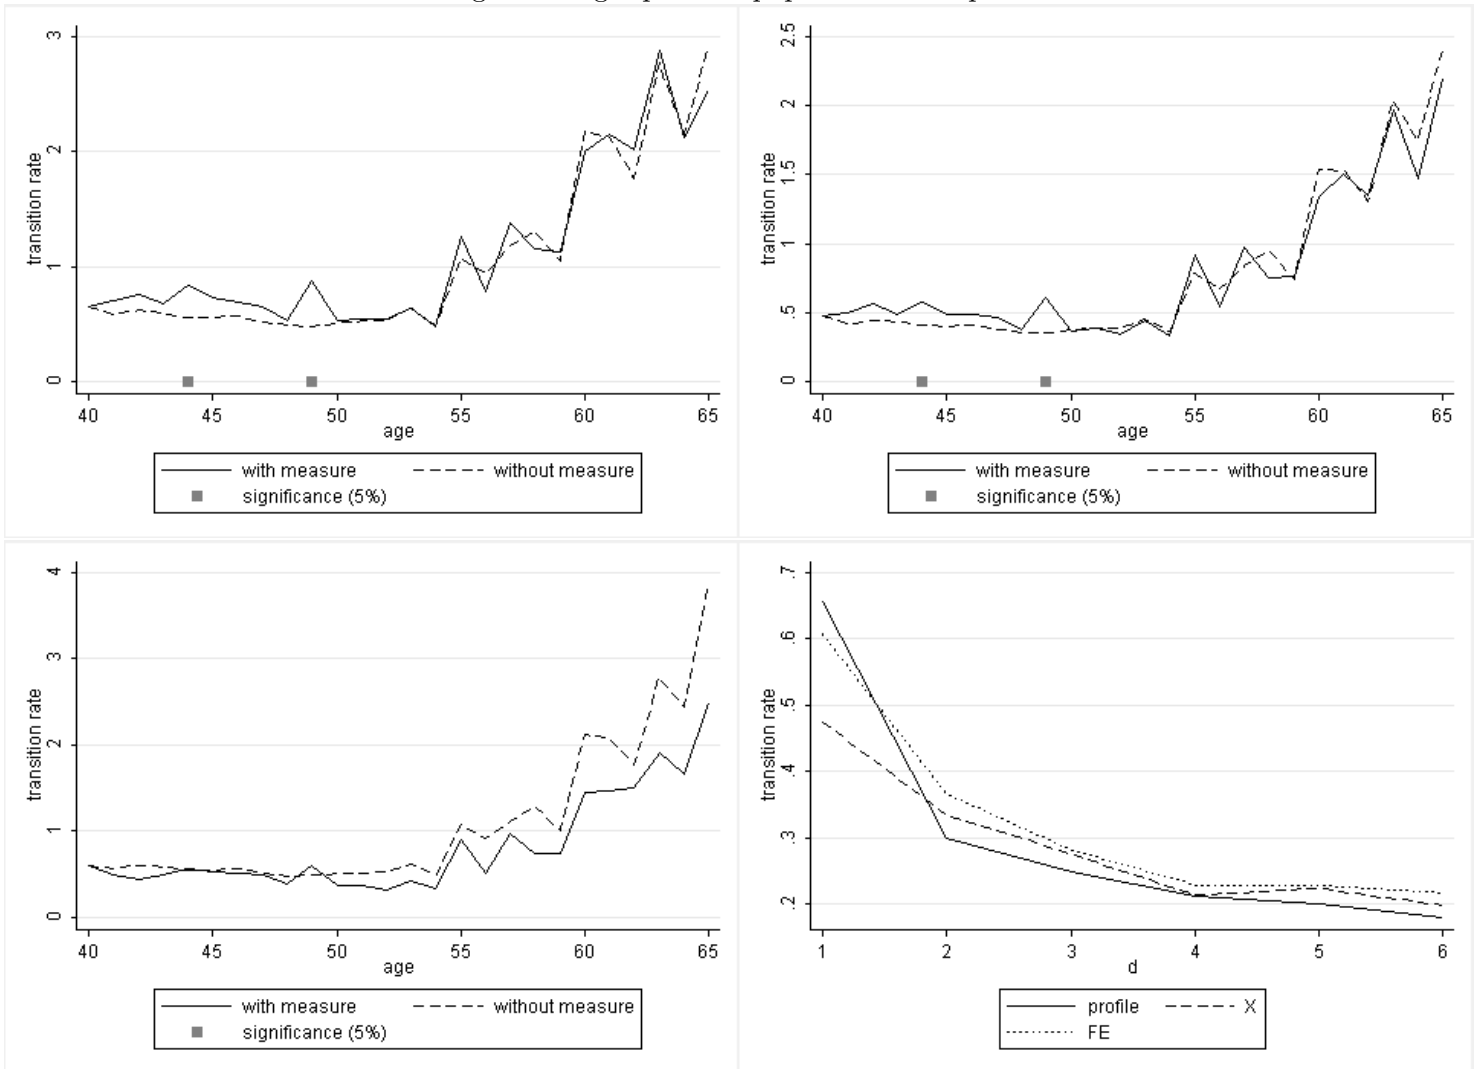 3
2
1
0
transition rate
40 45 50 55 60 65
age
with measure without measure
significance (5%)
2.5
2
1.5
1
.5
0
transition rate
40 45 50 55 60 65
age
with measure without measure
significance (5%)
4
3
2
1
0
transition rate
40 45 50 55 60 65
age
with measure without measure
significance (5%)
.7
.6
.5
.4
.3
.2
transition rate
1 2 3 4 5 6
d
profile X
FE